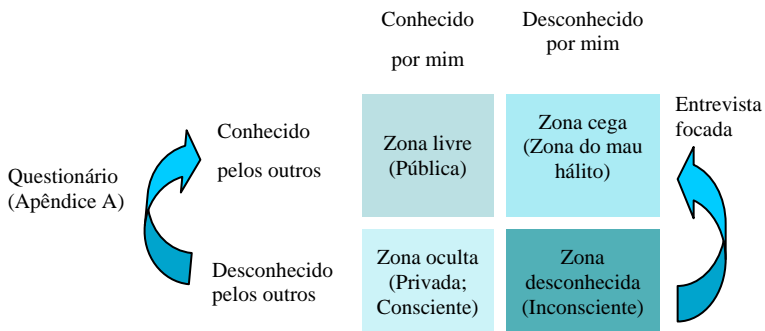 Conhecido
por mim
Desconhecido
por mim
Questionário
(Apêndice A)
Conhecido
pelos outros
Zona livre
(Pública)
Zona cega
(Zona do mau
hálito)
Entrevista
focada
Desconhecido
pelos outros
Zona oculta
(Privada;
Consciente)
Zona
desconhecida
(Inconsciente)